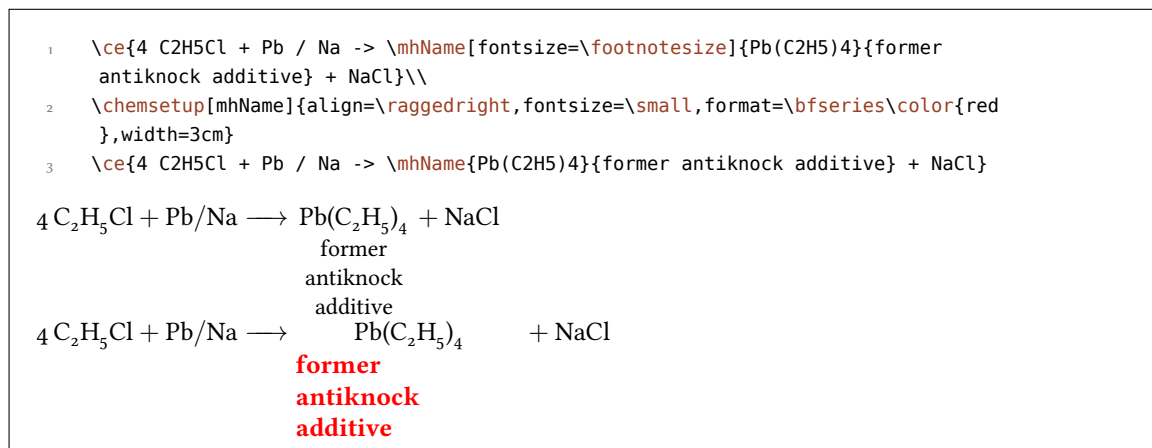 1 \ce{4 C2H5Cl + Pb / Na -> \mhName[fontsize=\footnotesize]{Pb(C2H5)4}{former
antiknock additive} + NaCl}\\
2 \chemsetup[mhName]{align=\raggedright,fontsize=\small,format=\bfseries\color{red
},width=3cm}
3 \ce{4 C2H5Cl + Pb / Na -> \mhName{Pb(C2H5)4}{former antiknock additive} + NaCl}
4 C₂H₅Cl + Pb/Na ⟶ Pb(C₂H₅)₄ + NaCl
former
antiknock
additive
4 C₂H₅Cl + Pb/Na ⟶ Pb(C₂H₅)₄ + NaCl
former
antiknock
additive